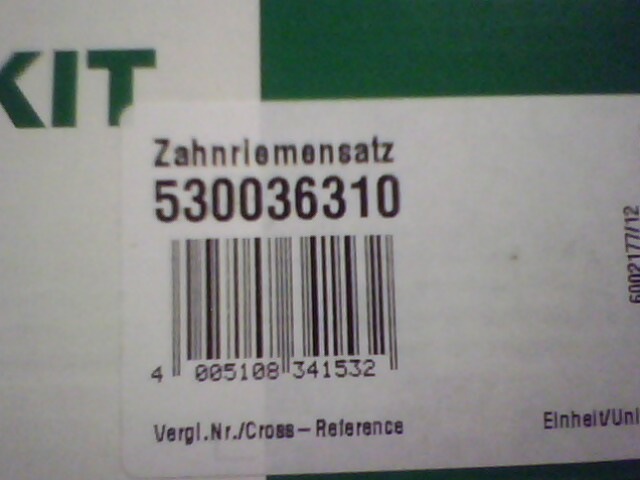 KIT
Zahnriemensatz
530036310
4 005108 341532
Vergl.Nr./Cross-Reference
Einheit/Uni
6002177/12